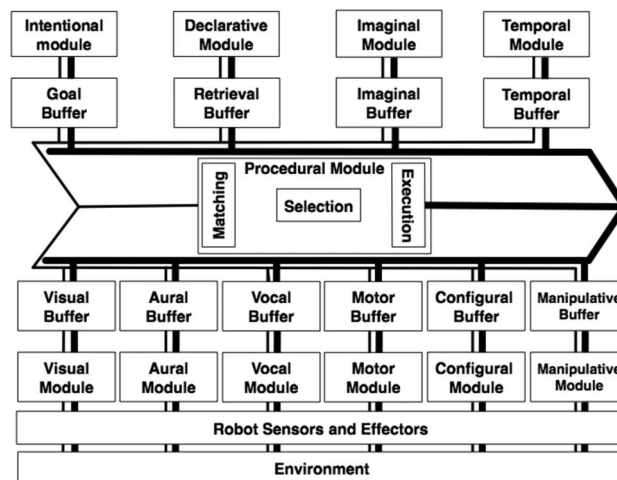 Intentional module
Declarative Module
Imaginal Module
Temporal Module
Goal Buffer
Retrieval Buffer
Imaginal Buffer
Temporal Buffer
Procedural Module
Matching
Selection
Execution
Visual Buffer
Aural Buffer
Vocal Buffer
Motor Buffer
Configural Buffer
Manipulative Buffer
Visual Module
Aural Module
Vocal Module
Motor Module
Configural Module
Manipulative Module
Robot Sensors and Effectors
Environment